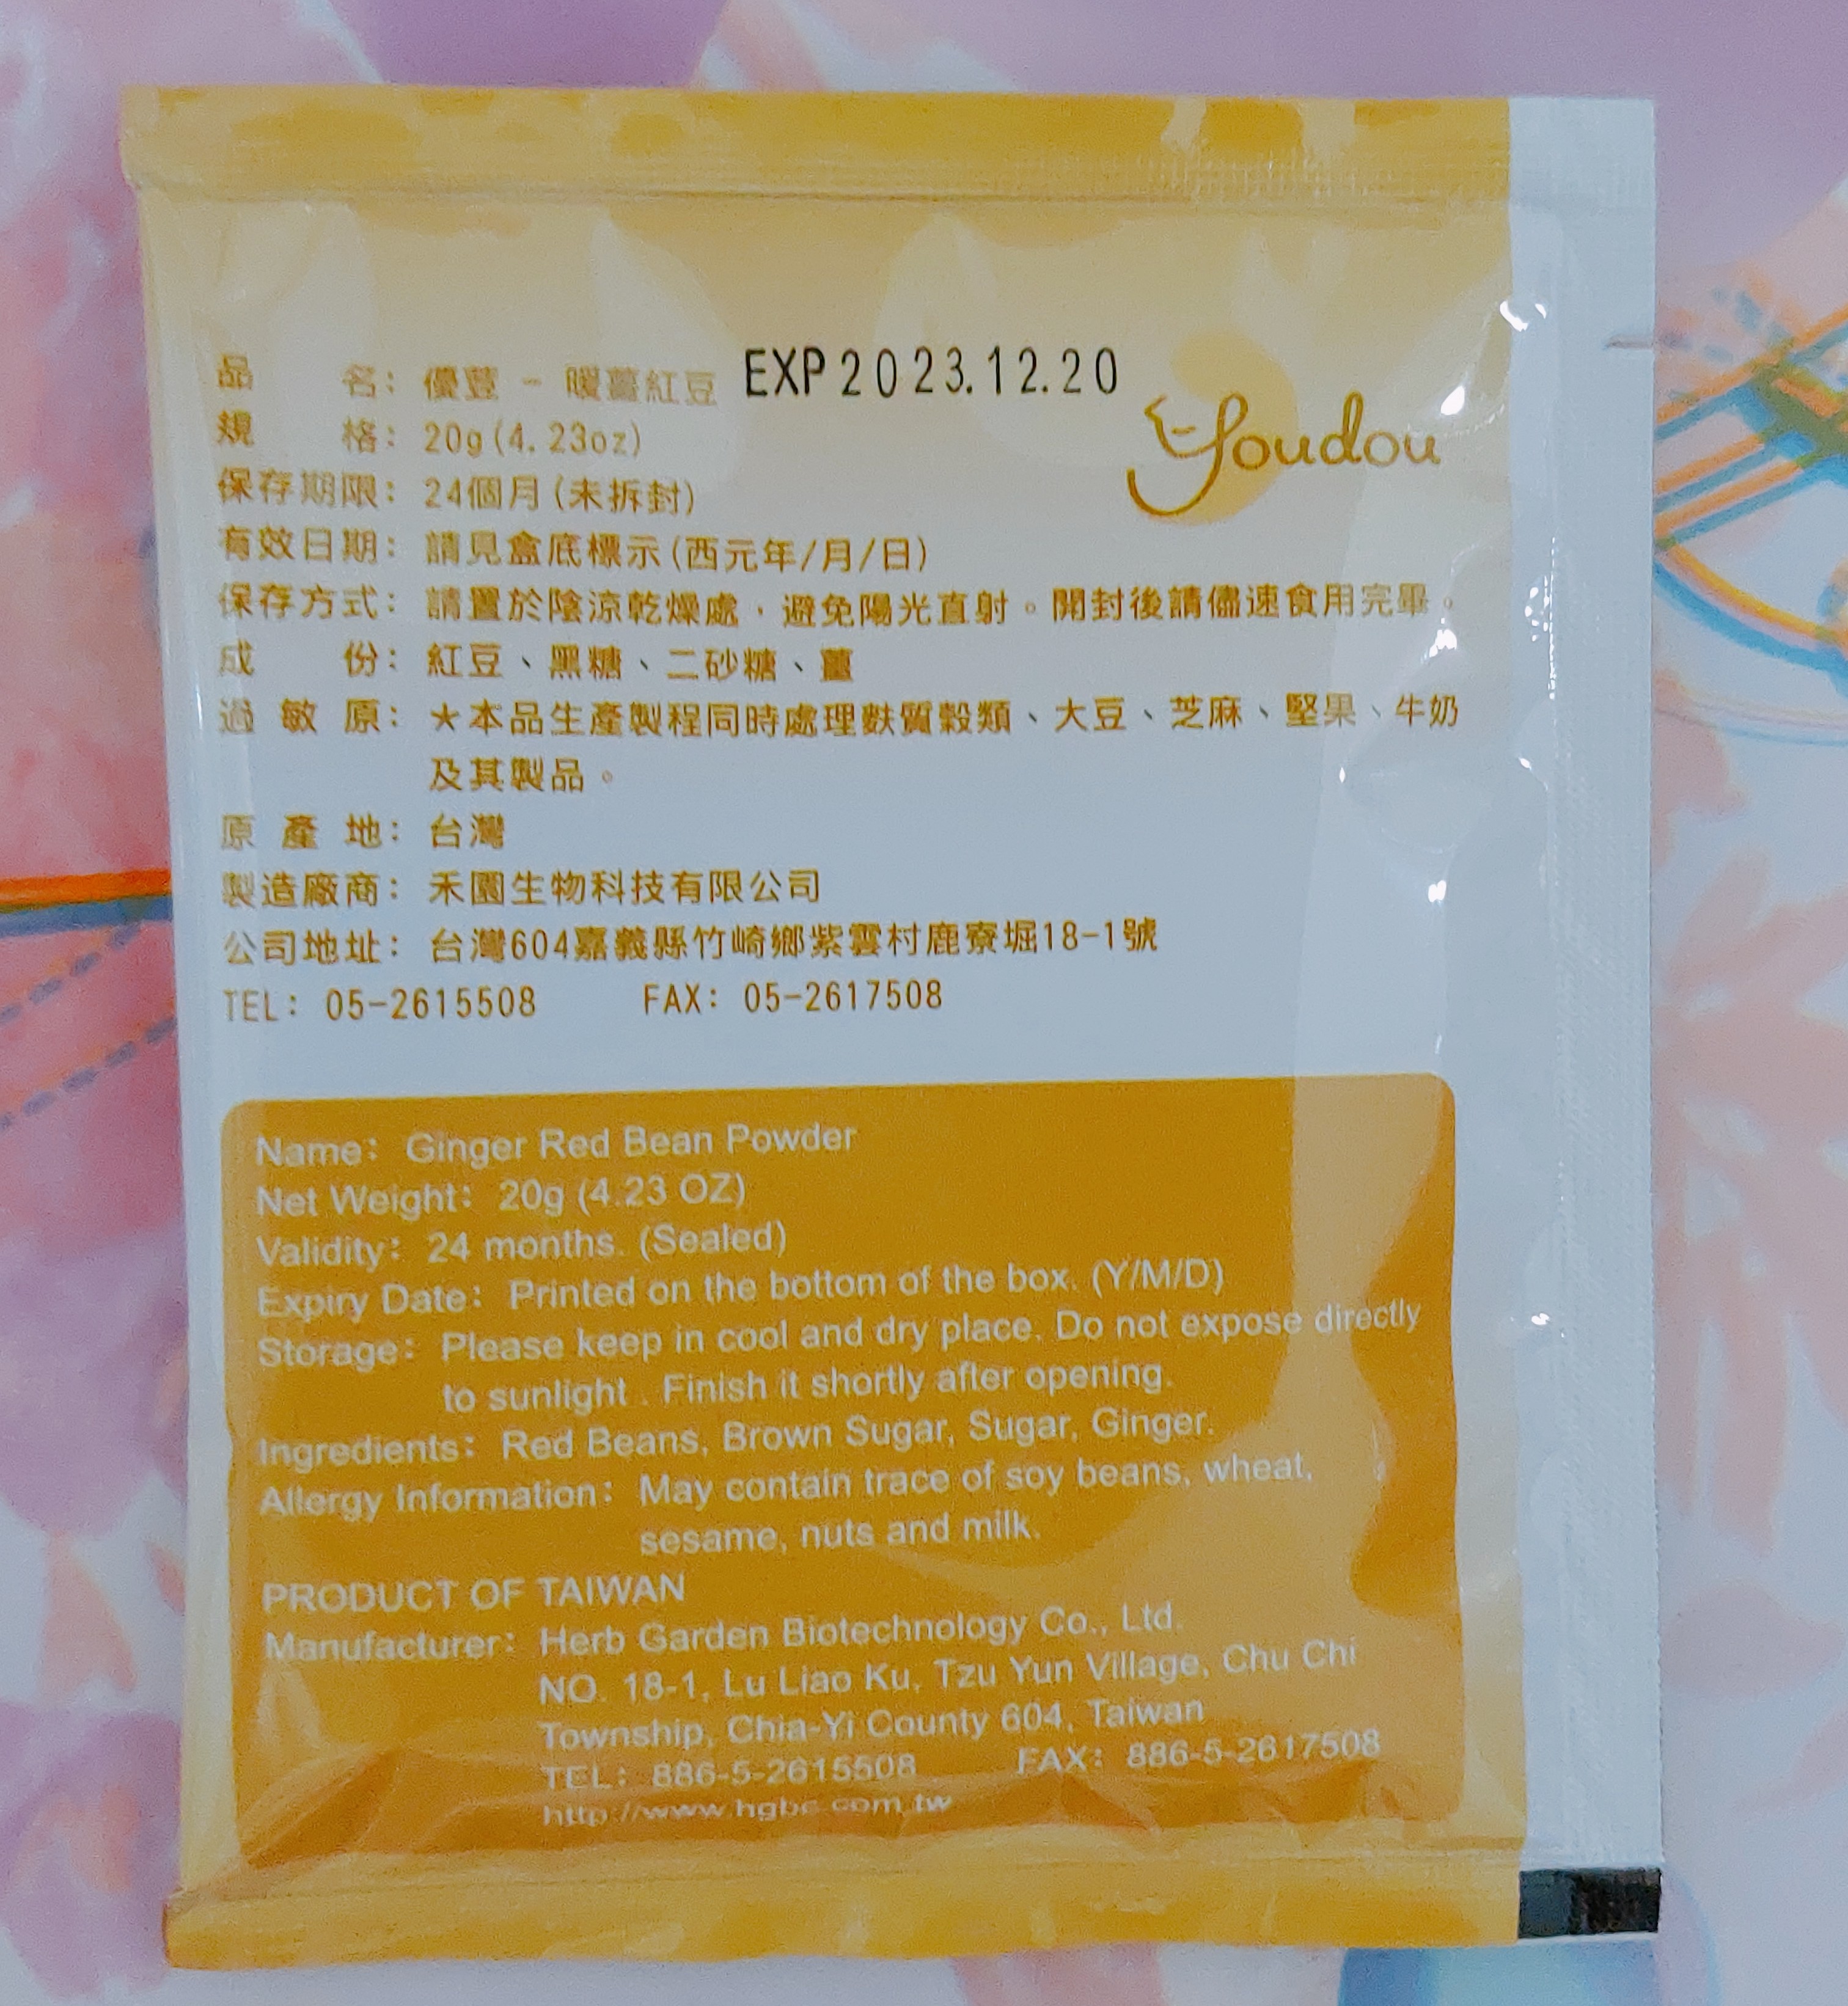 品名：優荳 - 暖薑紅豆 EXP 2023.12.20
Youdou
規格：20g(4.23oz)
保存期限：24個月(未拆封)
有效日期：請見盒底標示(西元年/月/日)
保存方式：請置於陰涼乾燥處，避免陽光直射。開封後請儘速食用完畢。
成份：紅豆、黑糖、二砂糖、薑
過敏原：★本品生產製程同時處理麩質穀類、大豆、芝麻、堅果、牛奶
及其製品。
原產地：台灣
製造廠商：禾園生物科技有限公司
公司地址：台灣604嘉義縣竹崎鄉紫雲村鹿寮堀18-1號
TEL：05-2615508 FAX：05-2617508
Name：Ginger Red Bean Powder
Net Weight：20g (4.23 OZ)
Validity：24 months. (Sealed)
Expiry Date：Printed on the bottom of the box. (Y/M/D)
Storage：Please keep in cool and dry place. Do not expose directly
to sunlight . Finish it shortly after opening.
Ingredients：Red Beans, Brown Sugar, Sugar, Ginger.
Allergy Information：May contain trace of soy beans, wheat,
sesame, nuts and milk.
PRODUCT OF TAIWAN
Manufacturer：Herb Garden Biotechnology Co., Ltd.
NO. 18-1, Lu Liao Ku, Tzu Yun Village, Chu Chi
Township, Chia-Yi County 604, Taiwan
TEL：886-5-2615508 FAX：886-5-2617508
http://www.hgbc.com.tw